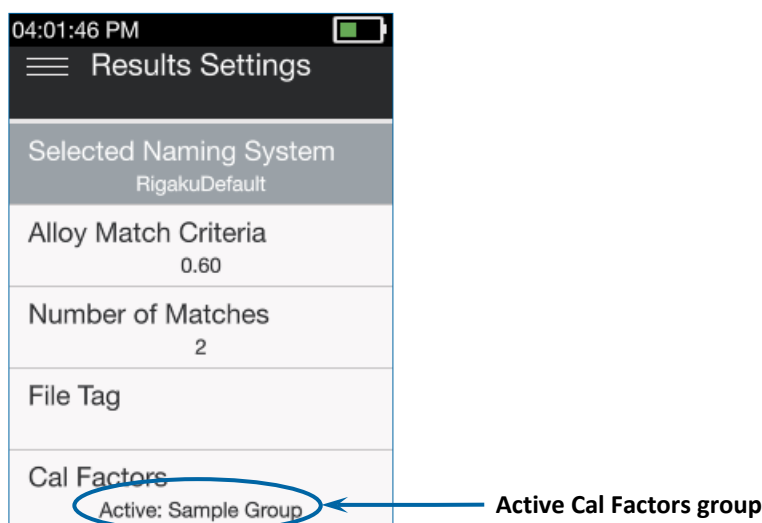 04:01:46 PM
Results Settings
Selected Naming System
RigakuDefault
Alloy Match Criteria
0.60
Number of Matches
2
File Tag
Cal Factors
Active: Sample Group
Active Cal Factors group